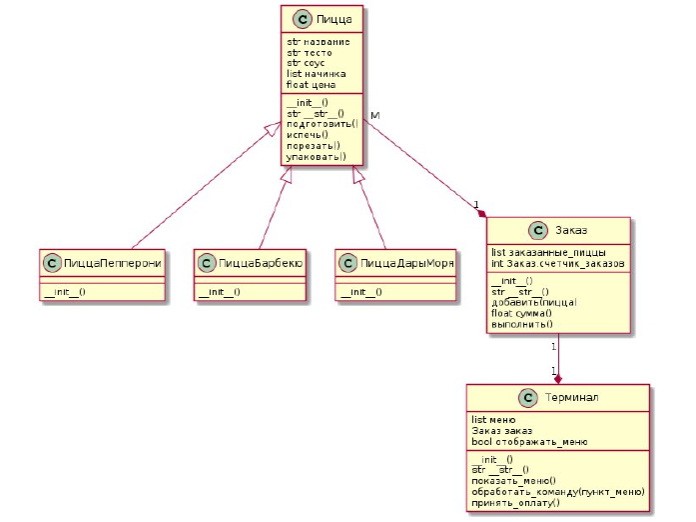 C Пицца
str название
str тесто
str соус
list начинка
float цена
__init__()
str __str__()
подготовить()
испечь()
порезать()
упаковать()
M
1
C ПиццаПепперони
__init__()
C ПиццаБарбекю
__init__()
C ПиццаДарыМоря
__init__()
C Заказ
list заказанные_пиццы
int Заказ.счетчик_заказов
__init__()
str __str__()
добавить(пицца)
float сумма()
выполнить()
1
1
C Терминал
list меню
Заказ заказ
bool отображать_меню
__init__()
str __str__()
показать_меню()
обработать_команду(пункт_меню)
принять_оплату()